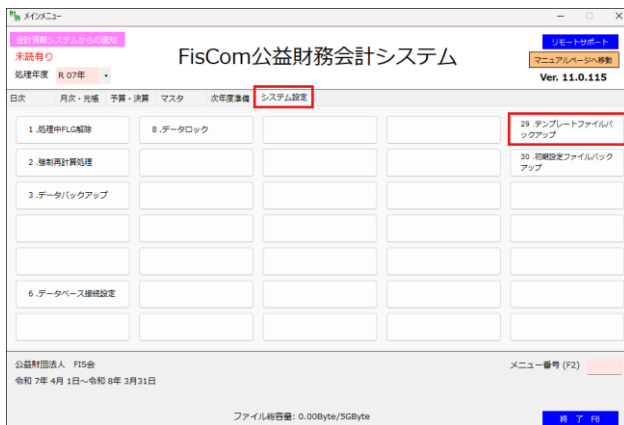 メインメニュー
会計情報システムからの通知
未読有り
処理年度 R 07年
FisCom公益財務会計システム
リモートサポート
マニュアルページへ移動
Ver. 11.0.115
日次 月次・元帳 予算・決算 マスタ 次年度準備 システム設定
1 .処理中FLG解除
8 .データロック
29 .テンプレートファイルバ
ックアップ
2 .強制再計算処理
30 .初期設定ファイルバック
アップ
3 .データバックアップ
6 .データベース接続設定
公益財団法人 FIS会
メニュー番号 (F2)
令和 7年 4月 1日～令和 8年 3月31日
ファイル総容量: 0.00Byte/5GByte
終 了 F8